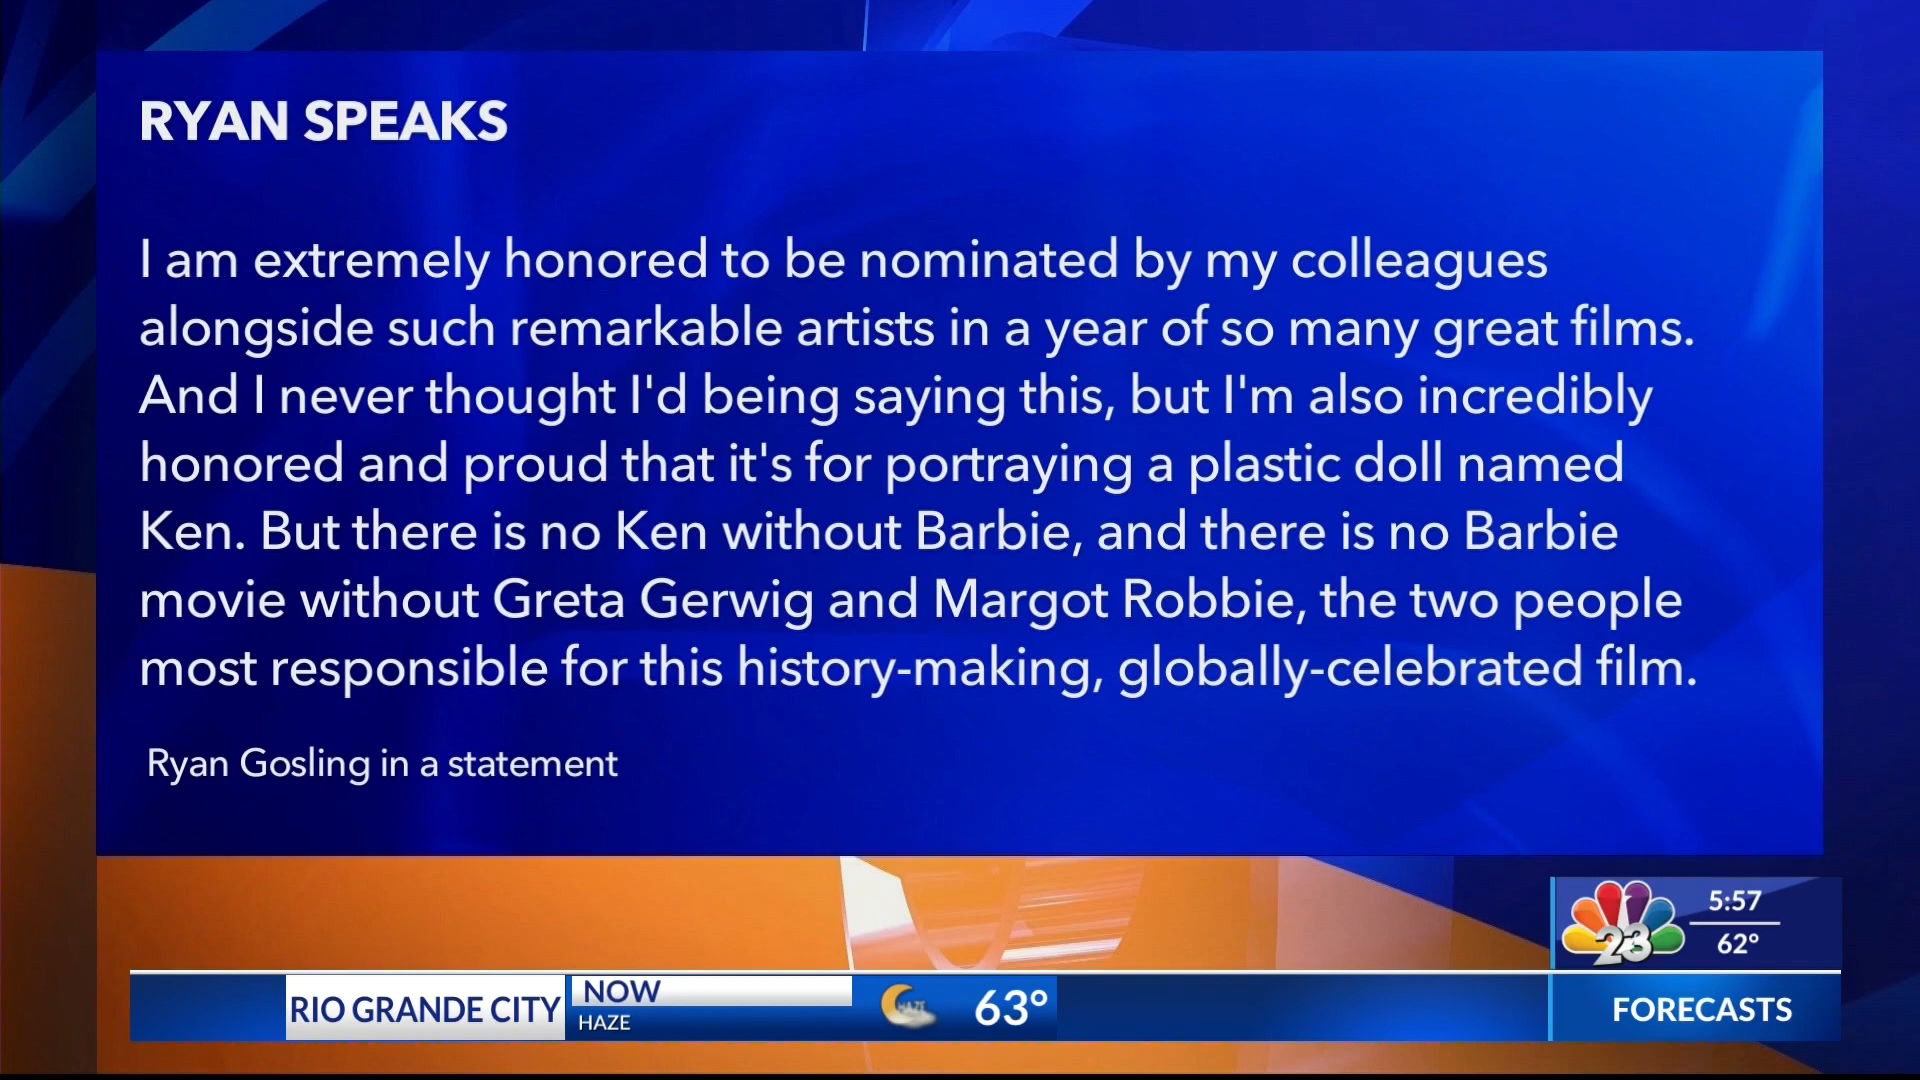 RYAN SPEAKS
I am extremely honored to be nominated by my colleagues
alongside such remarkable artists in a year of so many great films.
And I never thought I'd being saying this, but I'm also incredibly
honored and proud that it's for portraying a plastic doll named
Ken. But there is no Ken without Barbie, and there is no Barbie
movie without Greta Gerwig and Margot Robbie, the two people
most responsible for this history-making, globally-celebrated film.
Ryan Gosling in a statement
23
5:57
62°
RIO GRANDE CITY
NOW
HAZE
HAZE
63°
FORECASTS